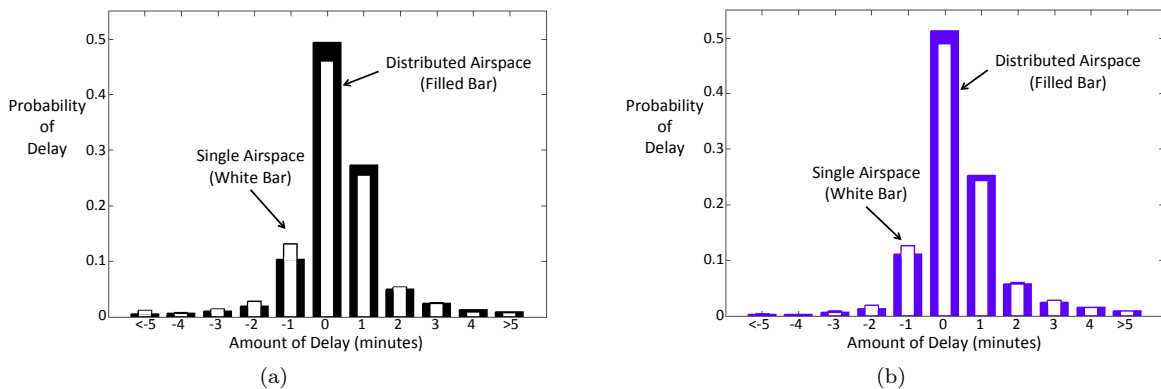 0.5
0.4
0.3
0.2
0.1
0
Probability
of
Delay
Distributed Airspace
(Filled Bar)
Single Airspace
(White Bar)
<-5 -4 -3 -2 -1 0 1 2 3 4 >5
Amount of Delay (minutes)
(a)
0.5
0.4
0.3
0.2
0.1
0
Probability
of
Delay
Distributed Airspace
(Filled Bar)
Single Airspace
(White Bar)
<-5 -4 -3 -2 -1 0 1 2 3 4 >5
Amount of Delay (minutes)
(b)